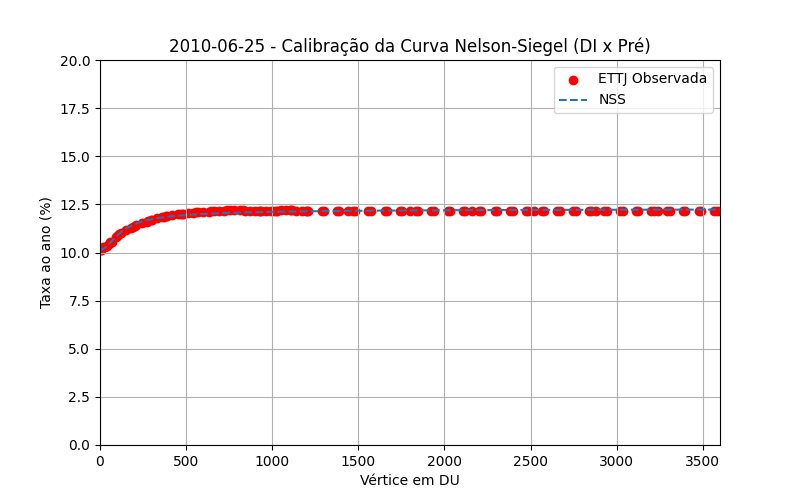 2010-06-25 - Calibração da Curva Nelson-Siegel (DI x Pré)
ETTJ Observada
NSS
Taxa ao ano (%)
20.0
17.5
15.0
12.5
10.0
7.5
5.0
2.5
0.0
0 500 1000 1500 2000 2500 3000 3500
Vértice em DU